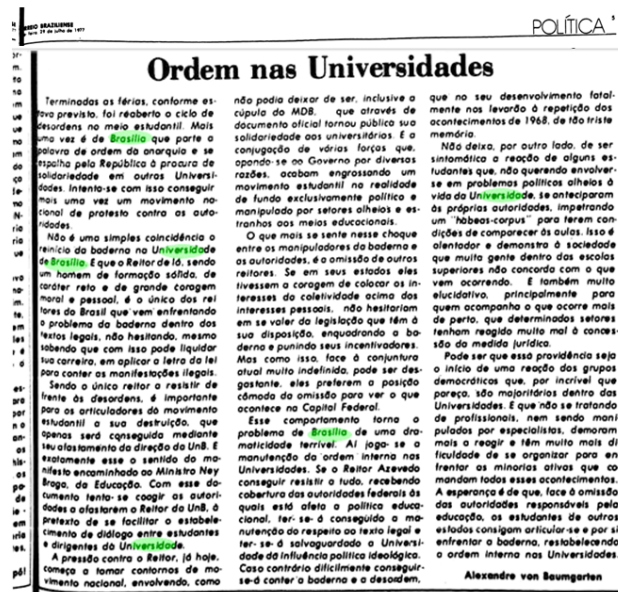 CORREIO BRAZILIENSE
feira, 29 de julho de 1977
POLÍTICA
5
Ordem nas Universidades
Terminadas as férias, conforme es-
tava previsto, foi reaberto o ciclo de
desordens no meio estudantil. Mais
uma vez é de Brasília que parte a
palavra de ordem da anarquia e se
espalha pela República à procura de
solidariedade em outras Universi-
dades. Intenta-se com isso conseguir
mais uma vez um movimento na-
cional de protesto contra as auto-
ridades.
Não é uma simples coincidência o
reinício da baderna na Universidade
de Brasília. É que o Reitor de lá, sendo
um homem de formação sólida, de
caráter reto e de grande coragem
moral e pessoal, é o único dos rei
tores do Brasil que vem enfrentando
o problema da baderna dentro dos
textos legais, não hesitando, mesmo
sabendo que com isso pode liquidar
sua carreira, em aplicar a letra da lei
para conter as manifestações ilegais.
Sendo o único reitor a resistir de
frente às desordens, é importante
para os articuladores do movimento
estudantil a sua destruição, que
apenas será conseguida mediante
seu afastamento da direção da UnB. E
exatamente esse o sentido do ma-
nifesto encaminhado ao Ministro Ney
Braga, da Educação. Com esse do-
cumento tenta-se coagir as autori-
dades a afastarem o Reitor da UnB, à
pretexto de se facilitar o estabele-
cimento de diálogo entre estudantes
e dirigentes da Universidade.
A pressão contra o Reitor, já hoje,
começa a tomar contornos de mo-
vimento nacional, envolvendo, como
não podia deixar de ser, inclusive a
cúpula do MDB, que através de
documento oficial tornou pública sua
solidariedade aos universitários. E a
conjugação de várias forças que,
opondo-se ao Governo por diversas
razões, acabam engrossando um
movimento estudantil na realidade
de fundo exclusivamente político e
manipulado por setores alheios e es-
tranhos aos meios educacionais.
O que mais se sente nesse choque
entre os manipuladores da baderna e
as autoridades, é a omissão de outros
reitores. Se em seus estados eles
tivessem a coragem de colocar os in-
teresses da coletividade acima dos
interesses pessoais, não hesitariam
em se valer da legislação que têm à
sua disposição, enquadrando a ba-
derna e punindo seus incentivadores.
Mas como isso, face à conjuntura
atual muito indefinida, pode ser des-
gastante, eles preferem a posição
cômoda da omissão para ver o que
acontece na Capital Federal.
Esse comportamento torna o
problema de Brasília de uma dra-
maticidade terrível. Aí joga-se a
manutenção da ordem interna nas
Universidades. Se o Reitor Azevedo
conseguir resistir a tudo, recebendo
cobertura das autoridades federais às
quais está afeta a política educa-
cional, ter-se-á conseguido a ma-
nutenção do respeito ao texto legal e
ter-se-á salvaguardado a Universi-
dade da influência política ideológica.
Caso contrário dificilmente conseguir-
se-á conter a baderna e a desordem,
que no seu desenvolvimento fatal-
mente nos levarão à repetição dos
acontecimentos de 1968, de tão triste
memória.
Não deixa, por outro lado, de ser
sintomática a reação de alguns es-
tudantes que, não querendo envolver-
se em problemas políticos alheios à
vida da Universidade, se anteciparam
às próprias autoridades, impetrando
um "habeas-corpus" para terem con-
dições de comparecer às aulas. Isso é
alentador e demonstra à sociedade
que muita gente dentro das escolas
superiores não concorda com o que
vem ocorrendo. E também muito
elucidativo, principalmente para
quem acompanha o que ocorre mais
de perto, que determinados setores
tenham reagido muito mal à conces-
são da medida jurídica.
Pode ser que essa providência seja
o início de uma reação dos grupos
democráticos que, por incrível que
pareça, são majoritários dentro das
Universidades. E que não se tratando
de profissionais, nem sendo mani
pulados por especialistas, demoram
mais a reagir e têm muito mais di
ficuldade de se organizar para en
frentar as minorias ativas que co
mandam todos esses acontecimentos.
A esperança é de que, face à omissão
das autoridades responsáveis pela
educação, os estudantes de outros
estados consigam articular-se e por si
enfrentar a baderna, restabelecendo
a ordem interna nas Universidades.
Alexandre von Baumgarten